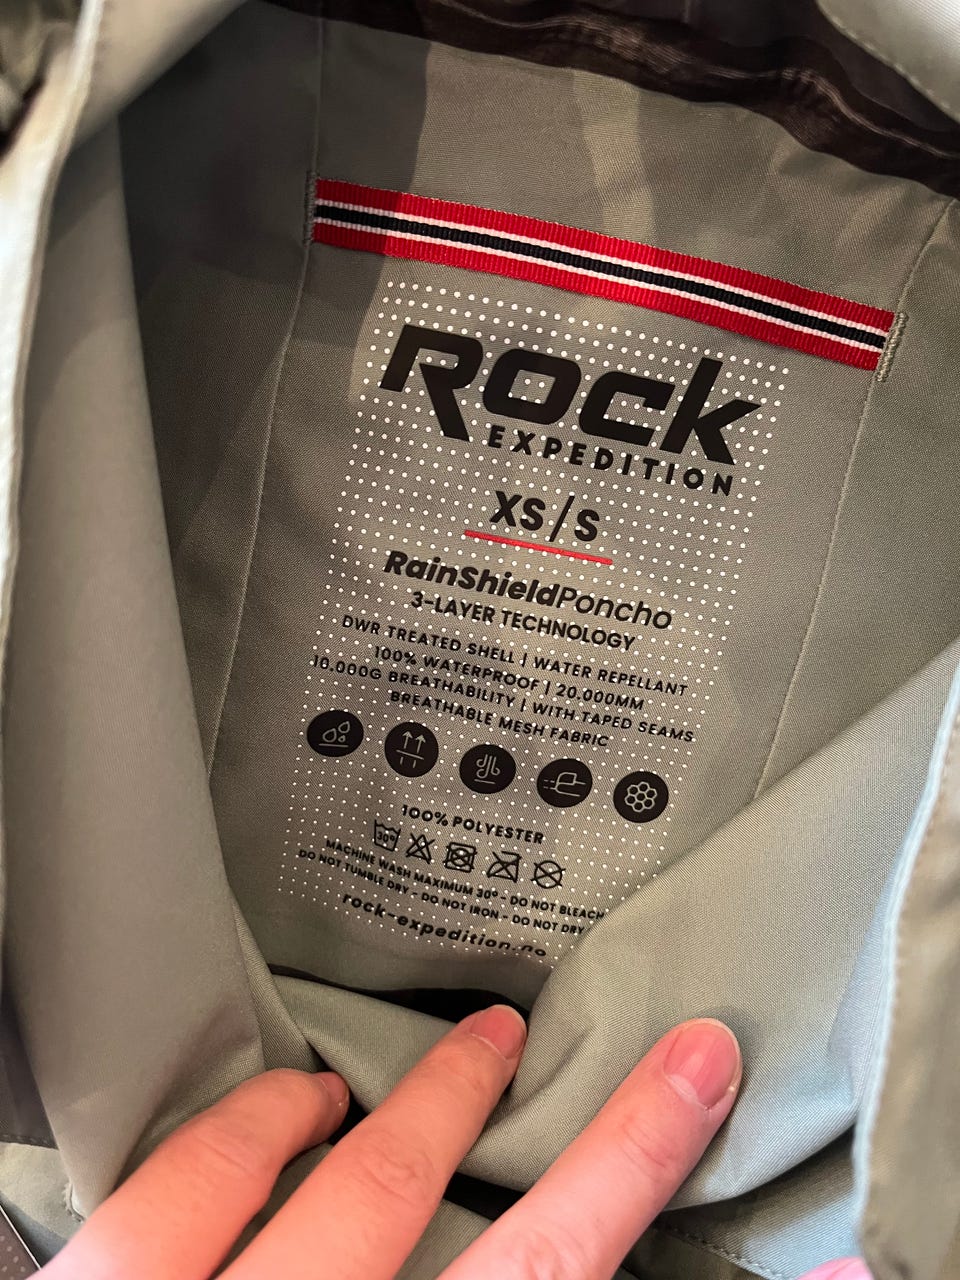 Rock
EXPEDITION
XS/S
RainShieldPoncho
3-LAYER TECHNOLOGY
DWR TREATED SHELL | WATER REPELLANT
100% WATERPROOF | 20.000MM
10.000G BREATHABILITY | WITH TAPED SEAMS
BREATHABLE MESH FABRIC
100% POLYESTER
30°
MACHINE WASH MAXIMUM 30° - DO NOT BLEACH
DO NOT TUMBLE DRY - DO NOT IRON - DO NOT DRY
rock-expedition.no